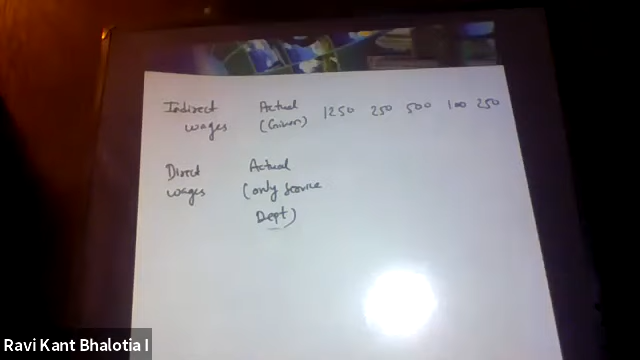 Indirect Actual 1250 250 500 100 250
wages (Given)
Direct Actual
wages (only service
Dept)
Ravi Kant Bhalotia I